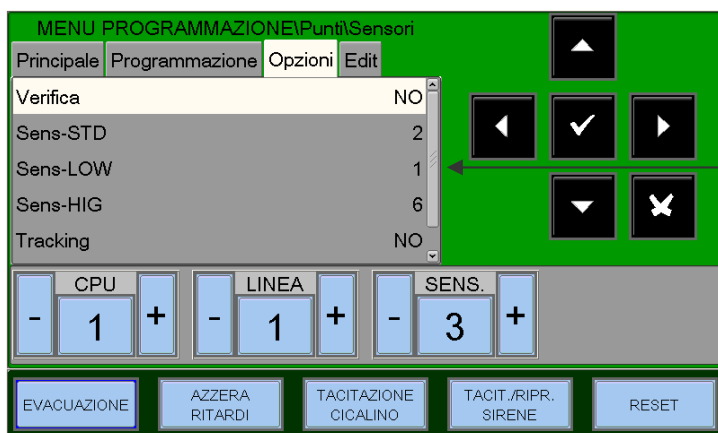 MENU PROGRAMMAZIONE\Punti\Sensori
Principale Programmazione Opzioni Edit
Verifica NO
Sens-STD 2
Sens-LOW 1
Sens-HIG 6
Tracking NO
CPU LINEA SENS.
- 1 + - 1 + - 3 +
EVACUAZIONE AZZERA RITARDI TACITAZIONE CICALINO TACIT./RIPR. SIRENE RESET